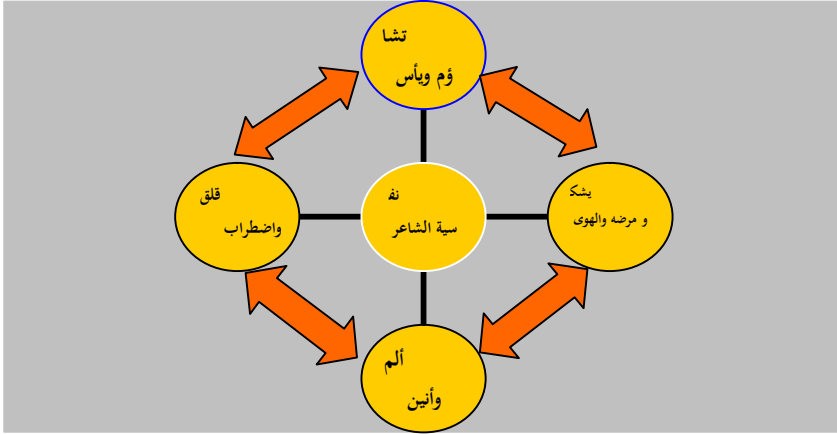 تشا
ؤم ويأس
يشك
و مرضه والهوى
نف
سية الشاعر
قلق
واضطراب
ألم
وأنين